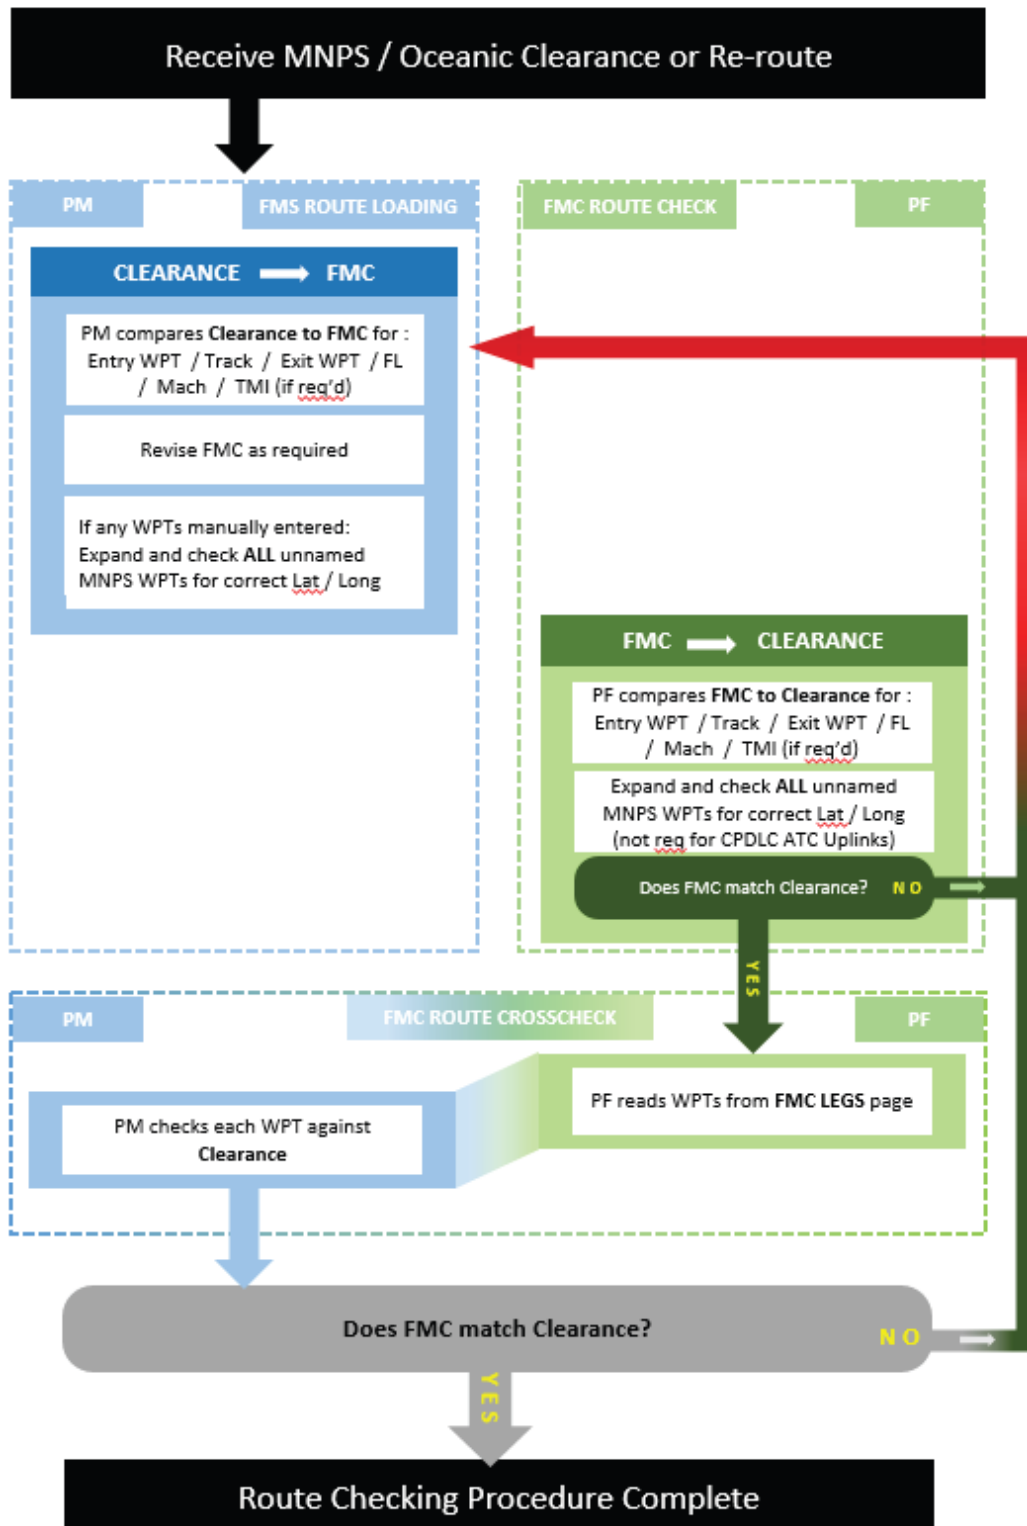 Receive MNPS / Oceanic Clearance or Re-route
PM
FMS ROUTE LOADING
FMC ROUTE CHECK
PF
CLEARANCE FMC
PM compares Clearance to FMC for :
Entry WPT / Track / Exit WPT / FL
/ Mach / TMI (if req'd)
Revise FMC as required
If any WPTs manually entered:
Expand and check ALL unnamed
MNPS WPTs for correct Lat / Long
FMC CLEARANCE
PF compares FMC to Clearance for :
Entry WPT / Track / Exit WPT / FL
/ Mach / TMI (if req'd)
Expand and check ALL unnamed
MNPS WPTs for correct Lat / Long
(not req for CPDLC ATC Uplinks)
Does FMC match Clearance? NO
YES
PM
FMC ROUTE CROSSCHECK
PF
PF reads WPTs from FMC LEGS page
PM checks each WPT against
Clearance
Does FMC match Clearance?
NO
YES
Route Checking Procedure Complete